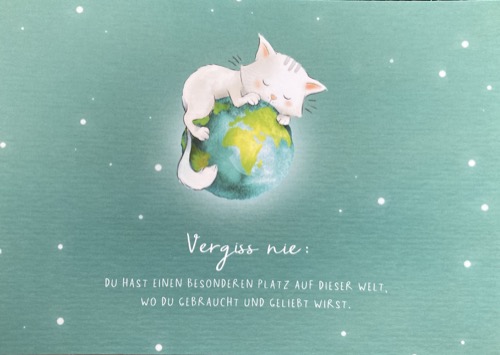 Vergiss nie:
DU HAST EINEN BESONDEREN PLATZ AUF DIESER WELT,
WO DU GEBRAUCHT UND GELIEBT WIRST.